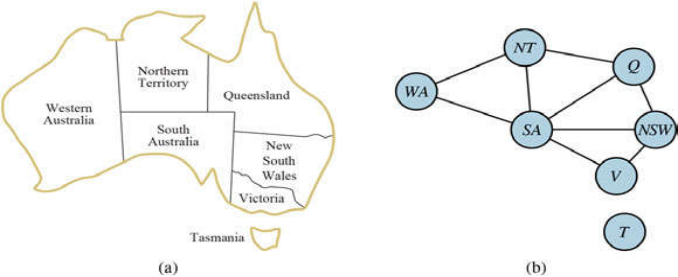 Northern
Territory
Western
Australia
Queensland
South
Australia
New
South
Wales
Victoria
Tasmania
(a)
NT
Q
WA
SA
NSW
V
T
(b)